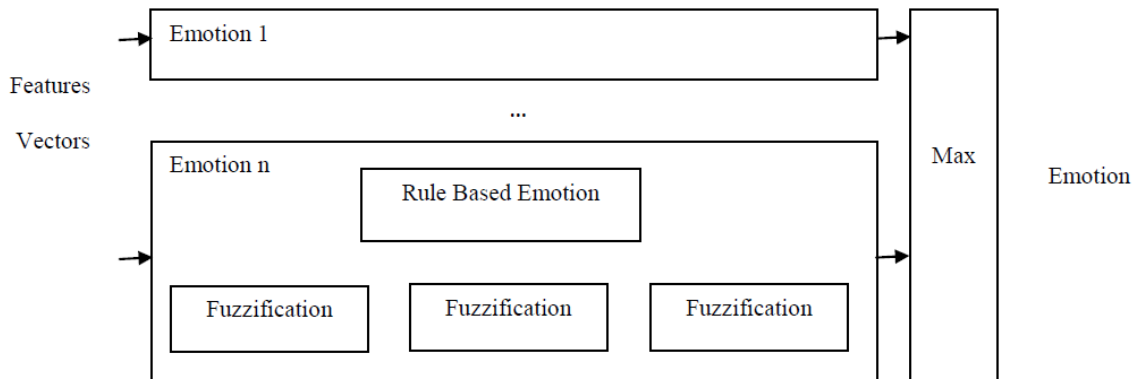 Emotion 1
Features
...
Vectors
Emotion n
Max
Rule Based Emotion
Emotion
Fuzzification
Fuzzification
Fuzzification